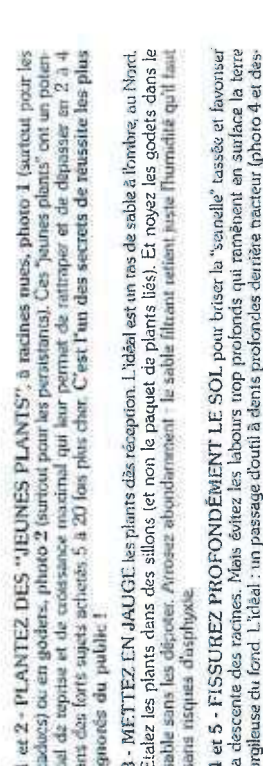 1 et 2 - PLANTEZ DES "JEUNES PLANTS", à racines nues, photo 1 (surtout pour les
caducs) ou en godets, photo 2 (surtout pour les persistants). Ces "jeunes plants" ont un poten-
tial de reprise et de croissance maximal qui leur permet de rattraper et de dépasser en 2 à 4
ans des forts sujets achetés 5 à 20 fois plus cher. C'est l'un des secrets de réussite les plus
ignorés du public !
3 - METTEZ EN JAUGE les plants dès réception. L'idéal est un tas de sable à l'ombre, au Nord.
Étalez les plants dans des sillons (et non le paquet de plants liés). Et noyez les godets dans le
sable sans les dépoter. Arrosez abondamment : le sable filtrant retient juste l'humidité qu'il faut
sans risques d'asphyxie.
4 et 5 - FISSUREZ PROFONDÉMENT LE SOL pour briser la "semelle" tassée et favoriser
la descente des racines. Mais évitez les labours trop profonds qui ramènent en surface la terre
argileuse du fond. L'idéal : un passage d'outil à dents profondes derrière tracteur (photo 4 et des-